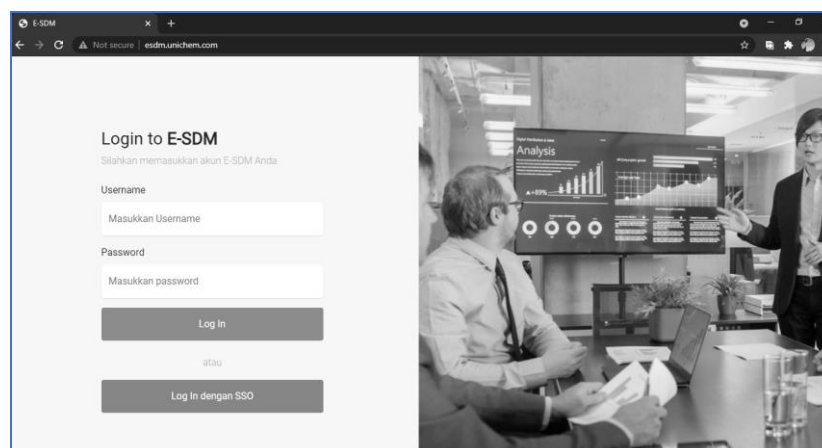 E-SDM
Not secure | esdm.unichem.com
Login to E-SDM
Silahkan memasukkan akun E-SDM Anda
Username
Masukkan Username
Password
Masukkan password
Log In
atau
Log In dengan SSO
Analysis